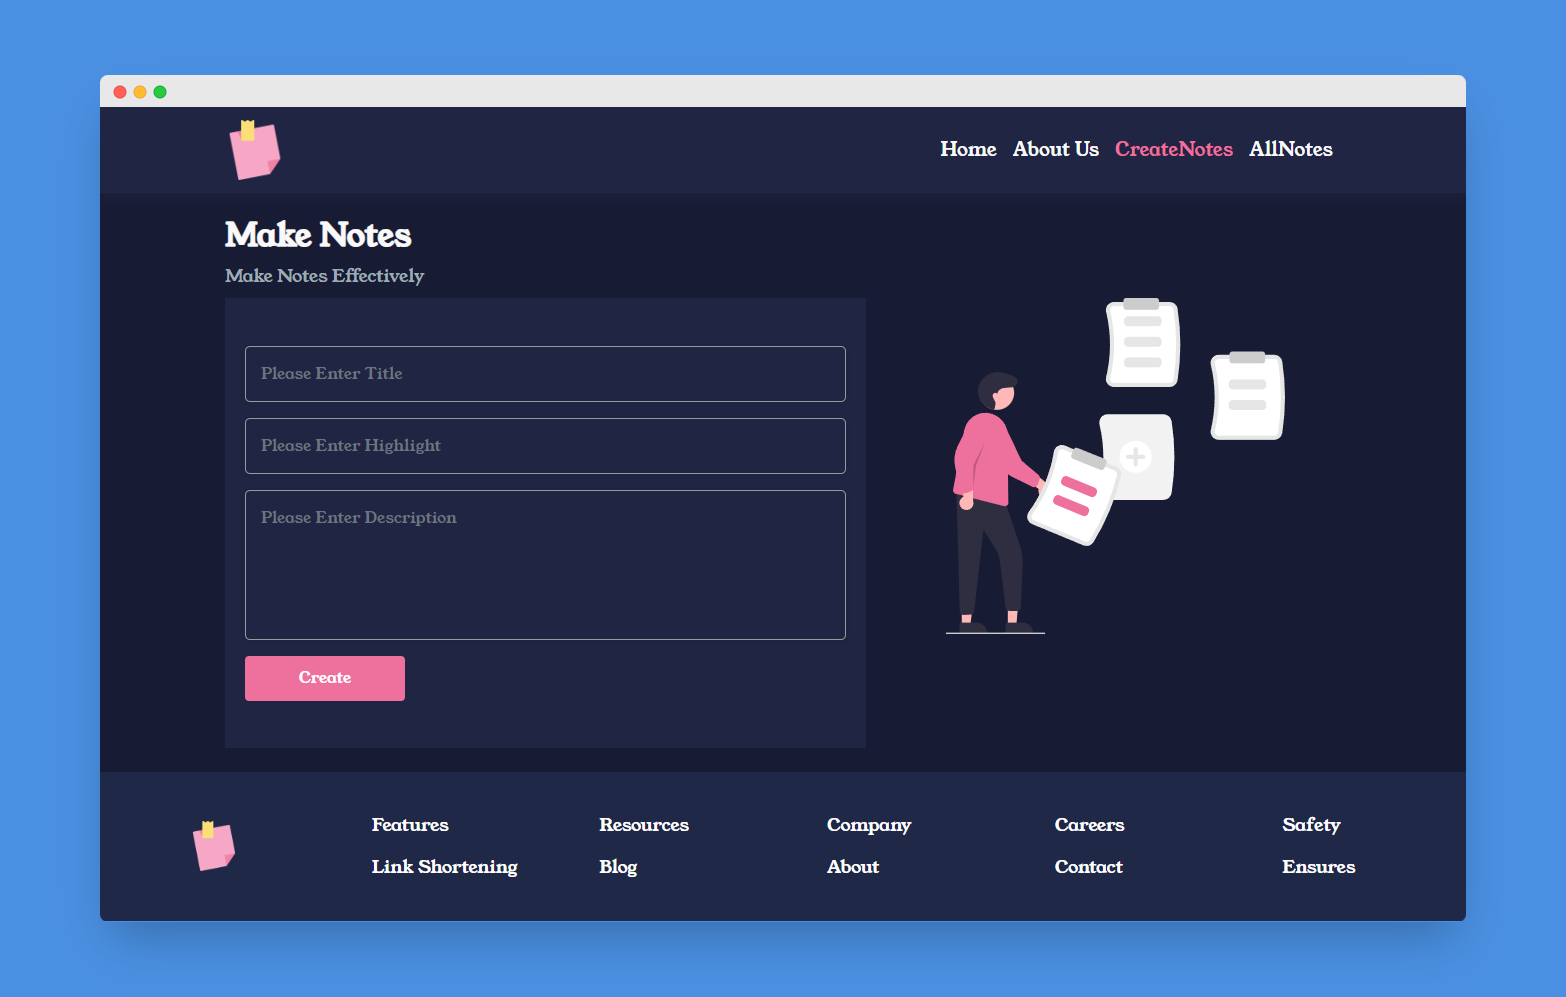 Home About Us CreateNotes AllNotes
Make Notes
Make Notes Effectively
Please Enter Title
Please Enter Highlight
Please Enter Description
Create
Features Resources Company Careers Safety
Link Shortening Blog About Contact Ensures